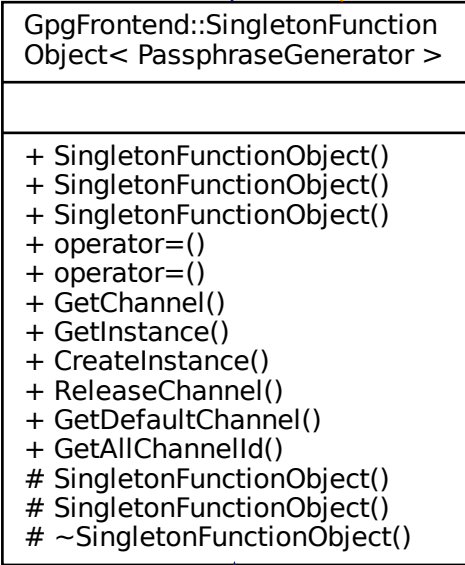 GpgFrontend::SingletonFunction
Object< PassphraseGenerator >
+ SingletonFunctionObject()
+ SingletonFunctionObject()
+ SingletonFunctionObject()
+ operator=()
+ operator=()
+ GetChannel()
+ GetInstance()
+ CreateInstance()
+ ReleaseChannel()
+ GetDefaultChannel()
+ GetAllChannelId()
# SingletonFunctionObject()
# SingletonFunctionObject()
# ~SingletonFunctionObject()